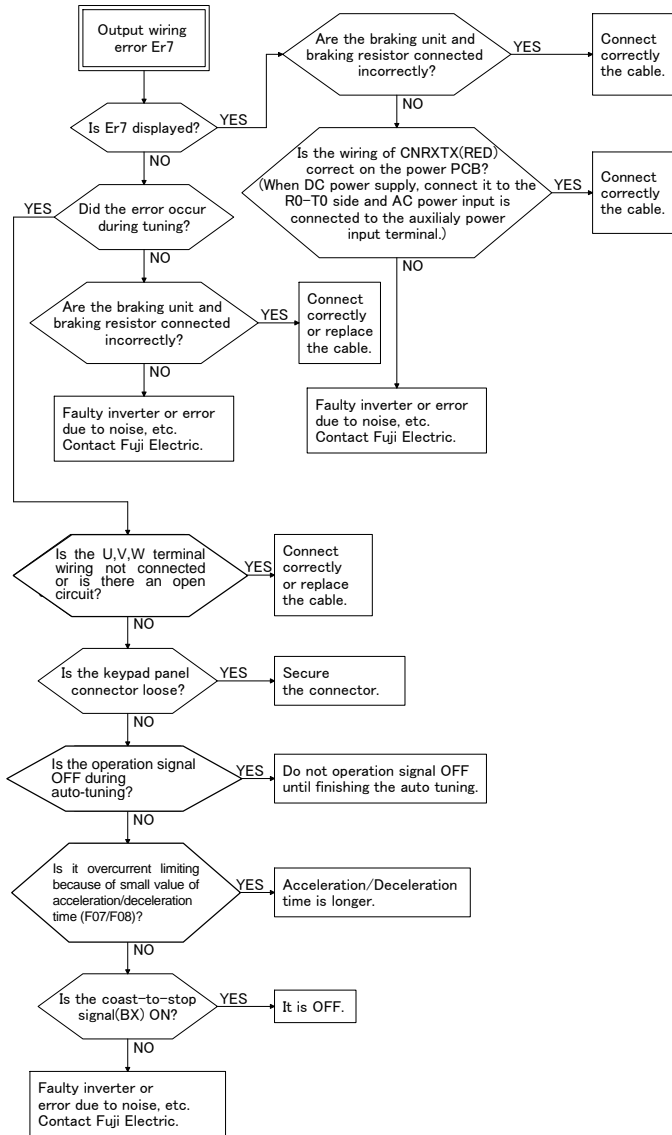 Output wiring
error Er7
Are the braking unit and
braking resistor connected
incorrectly?
YES
Connect
correctly
the cable.
NO
Is Er7 displayed?
YES
NO
Is the wiring of CNRXTX(RED)
correct on the power PCB?
(When DC power supply, connect it to the
R0-T0 side and AC power input is
connected to the auxilialy power
input terminal.)
YES
Connect
correctly
the cable.
NO
YES
Did the error occur
during tuning?
NO
Are the braking unit and
braking resistor connected
incorrectly?
YES
Connect
correctly
or replace
the cable.
NO
Faulty inverter or error
due to noise, etc.
Contact Fuji Electric.
Faulty inverter or error
due to noise, etc.
Contact Fuji Electric.
Is the U,V,W terminal
wiring not connected
or is there an open
circuit?
YES
Connect
correctly
or replace
the cable.
NO
Is the keypad panel
connector loose?
YES
Secure
the connector.
NO
Is the operation signal
OFF during
auto-tuning?
YES
Do not operation signal OFF
until finishing the auto tuning.
NO
Is it overcurrent limiting
because of small value of
acceleration/deceleration
time (F07/F08)?
YES
Acceleration/Deceleration
time is longer.
NO
Is the coast-to-stop
signal(BX) ON?
YES
It is OFF.
NO
Faulty inverter or
error due to noise, etc.
Contact Fuji Electric.